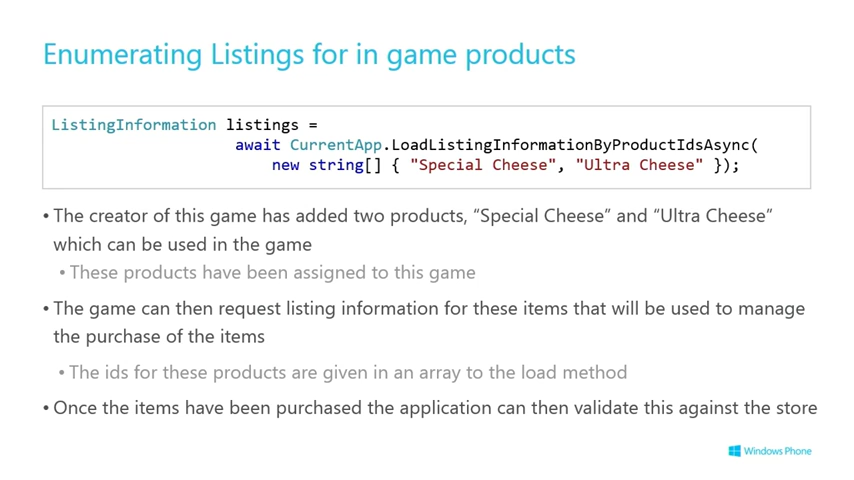 Enumerating Listings for in game products
ListingInformation listings =
await CurrentApp.LoadListingInformationByProductIdsAsync(
new string[] { "Special Cheese", "Ultra Cheese" });
• The creator of this game has added two products, “Special Cheese” and “Ultra Cheese”
which can be used in the game
• These products have been assigned to this game
• The game can then request listing information for these items that will be used to manage
the purchase of the items
• The ids for these products are given in an array to the load method
• Once the items have been purchased the application can then validate this against the store
Windows Phone